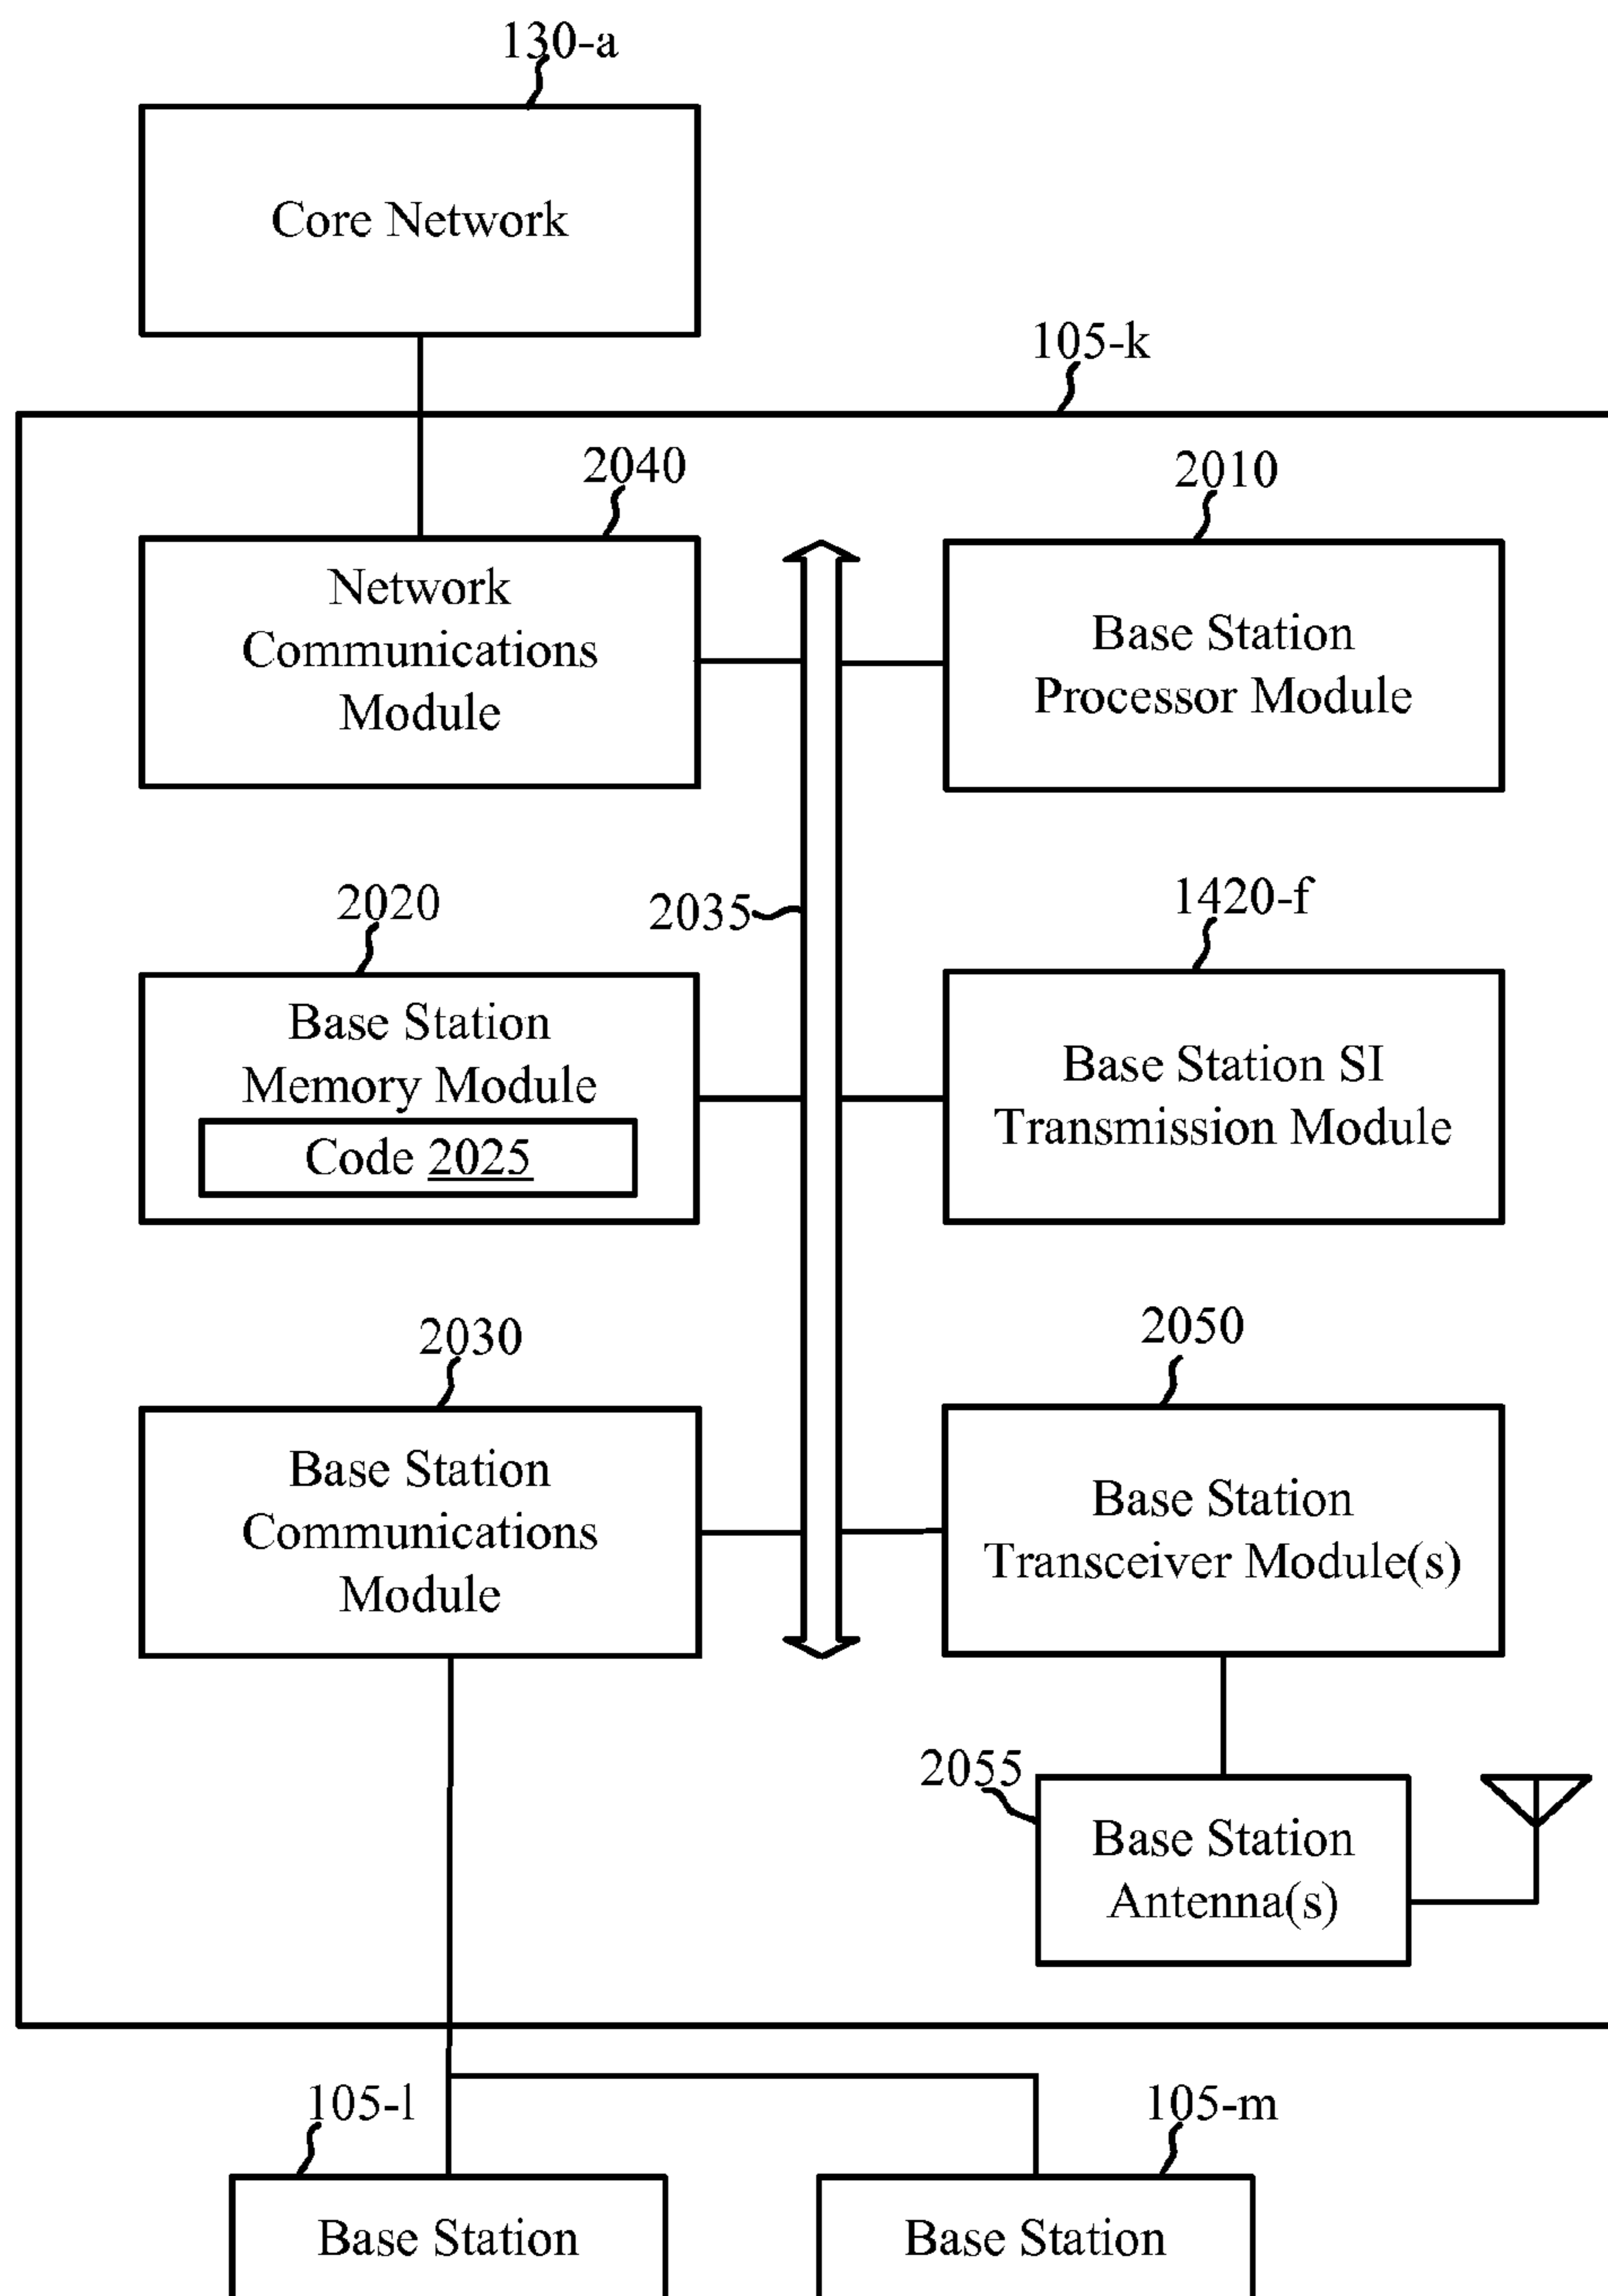 130-a
Core Network
105-k
2040
2010
Network
Communications
Module
Base Station
Processor Module
2020
2035
1420-f
Base Station
Memory Module
Code 2025
Base Station SI
Transmission Module
2030
2050
Base Station
Communications
Module
Base Station
Transceiver Module(s)
2055
Base Station
Antenna(s)
105-l
105-m
Base Station
Base Station